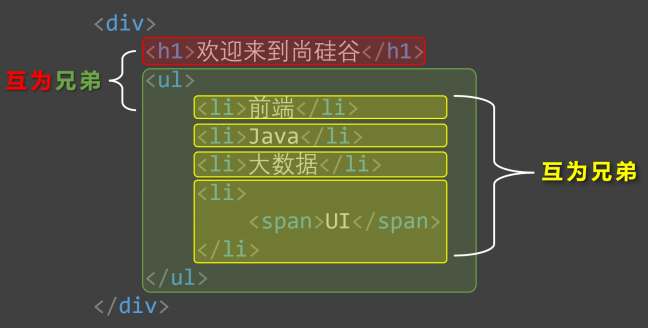 <div>
<h1>欢迎来到尚硅谷</h1>
互为兄弟
<ul>
<li>前端</li>
<li>Java</li>
<li>大数据</li>
互为兄弟
<li>
<span>UI</span>
</li>
</ul>
</div>